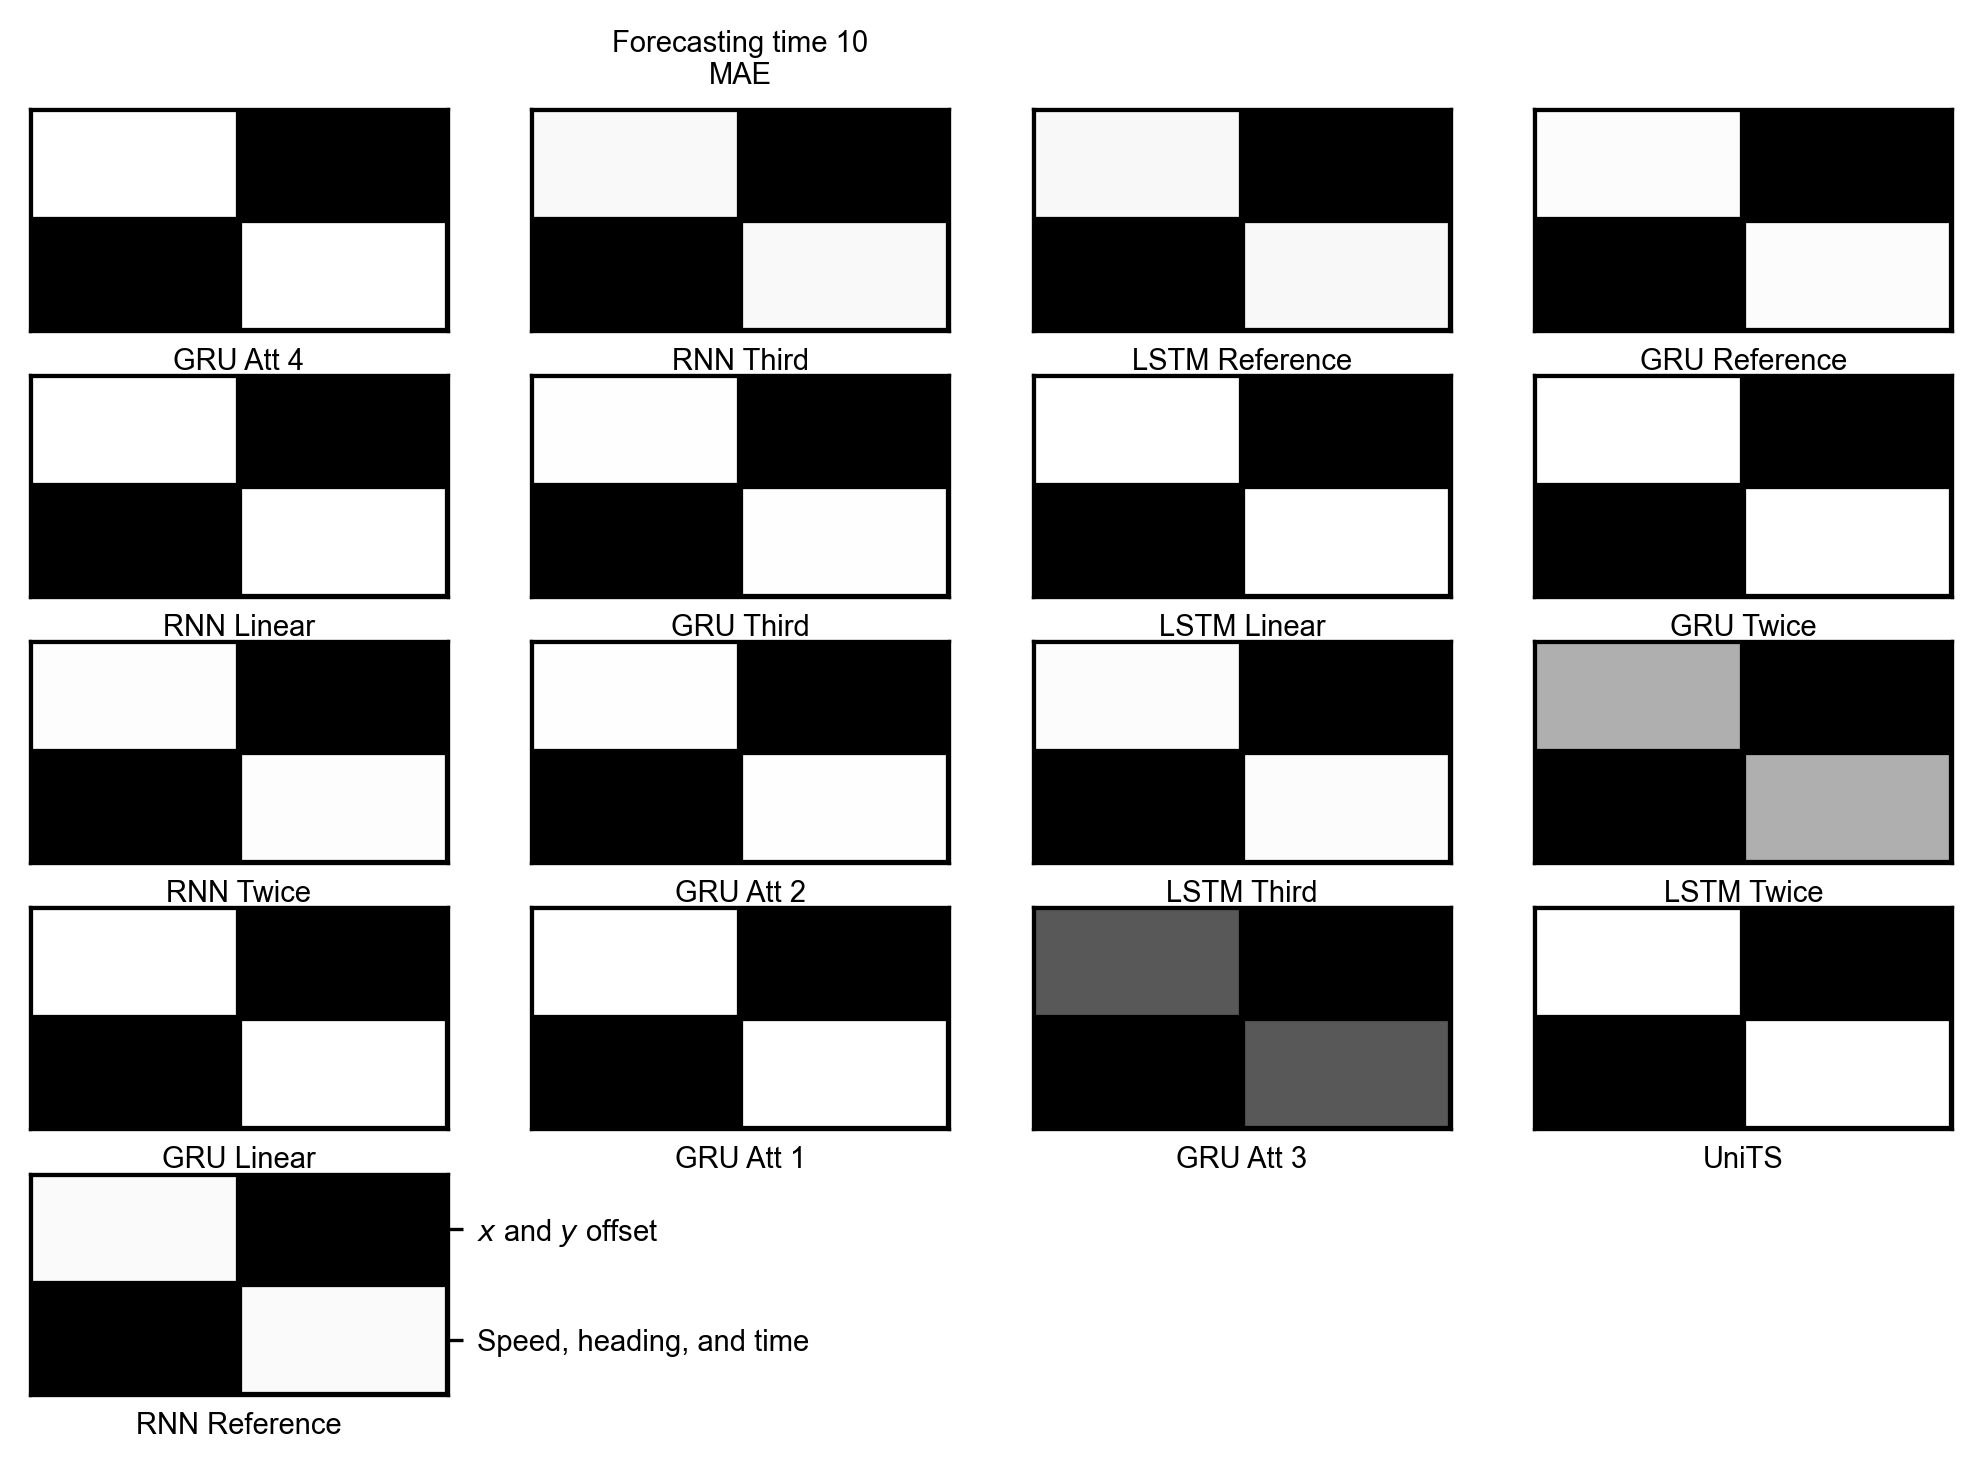 Forecasting time 10
MAE
GRU Att 4
RNN Third
LSTM Reference
GRU Reference
RNN Linear
GRU Third
LSTM Linear
GRU Twice
RNN Twice
GRU Att 2
LSTM Third
LSTM Twice
GRU Linear
GRU Att 1
GRU Att 3
UniTS
x and y offset
Speed, heading, and time
RNN Reference